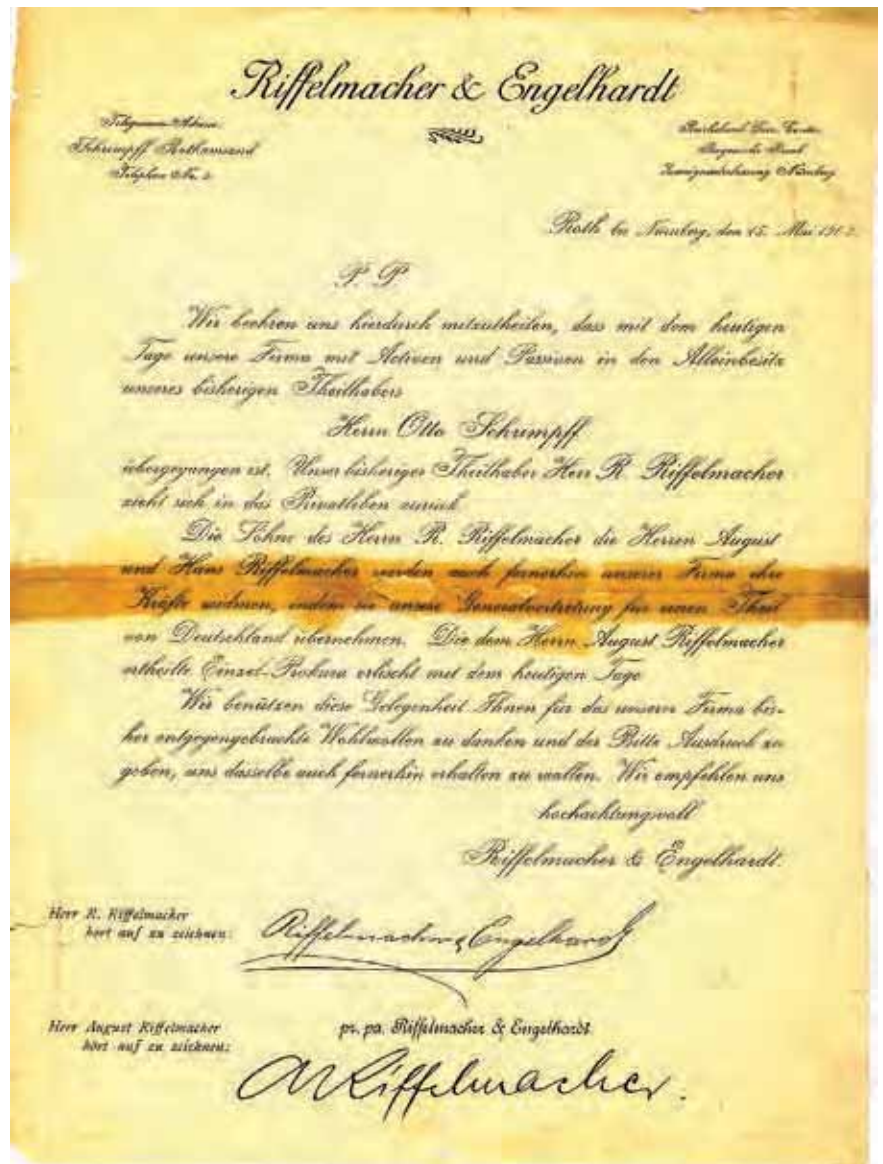 Riffelmacher & Engelhardt
Telegramm-Adresse:
Schrimpff Rothamsand
Telephon No. 2
Reichsbank Giro Conto
Bayerische Bank
Zweigniederlassung Nürnberg
Roth bei Nürnberg, den 15. Mai 190
P. P.
Wir beehren uns hierdurch mitzutheilen, dass mit dem heutigen
Tage unsere Firma mit Activen und Passiven in den Alleinbesitz
unseres bisherigen Theilhabers
Herrn Otto Schrimpff
übergegangen ist. Unser bisheriger Theilhaber Herr R. Riffelmacher
zieht sich in das Privatleben zurück.
Die Söhne des Herrn R. Riffelmacher die Herren August
und Hans Riffelmacher werden auch fernerhin unserer Firma ihre
Kräfte widmen, indem sie unsere Generalvertretung für einen Theil
von Deutschland übernehmen. Die dem Herrn August Riffelmacher
ertheilte Einzel-Prokura erlischt mit dem heutigen Tage.
Wir benützen diese Gelegenheit Ihnen für das unserer Firma bis-
her entgegengebrachte Wohlwollen zu danken und der Bitte Ausdruck zu
geben, uns dasselbe auch fernerhin erhalten zu wollen. Wir empfehlen uns
hochachtungsvoll
Riffelmacher & Engelhardt.
Herr R. Riffelmacher
hört auf zu zeichnen:
Riffelmacher & Engelhardt
Herr August Riffelmacher
hört auf zu zeichnen:
pr. pa. Riffelmacher & Engelhardt
A Riffelmacher.